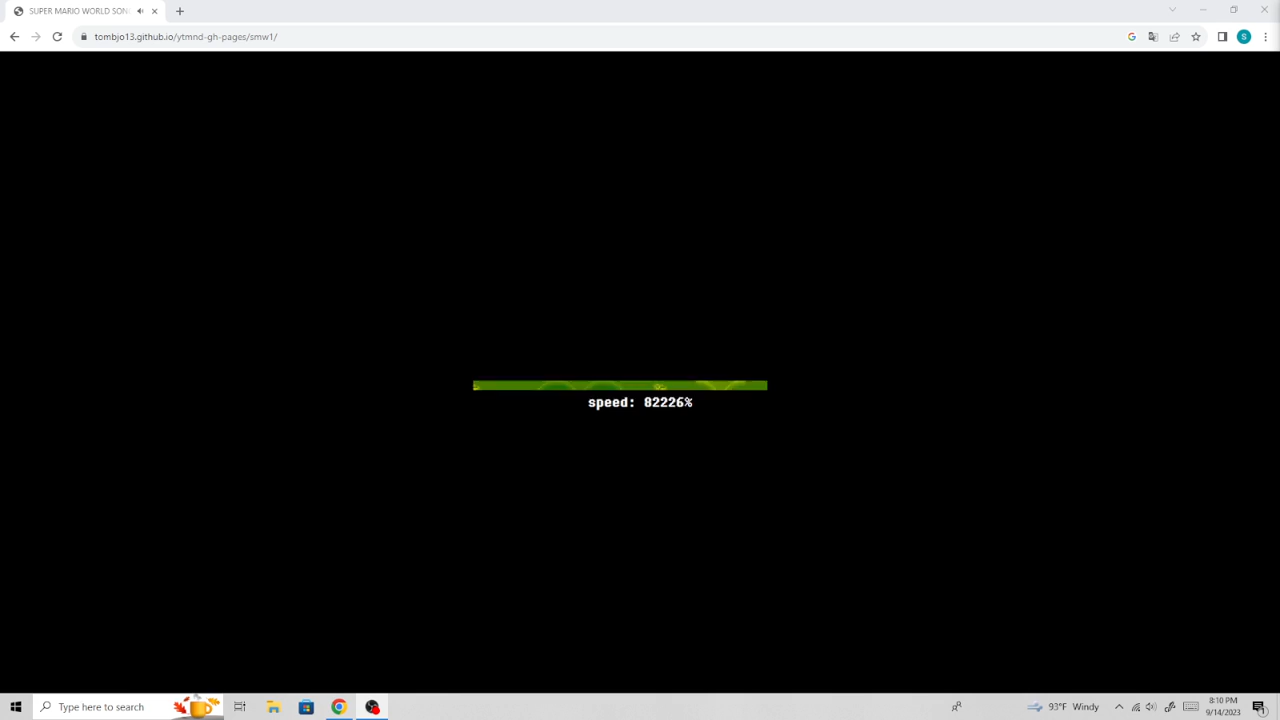 SUPER MARIO WORLD SON
tombjo13.github.io/ytmnd-gh-pages/smw1/
G
S
speed: 82226%
Type here to search
93°F Windy
8:10 PM
9/14/2023
1